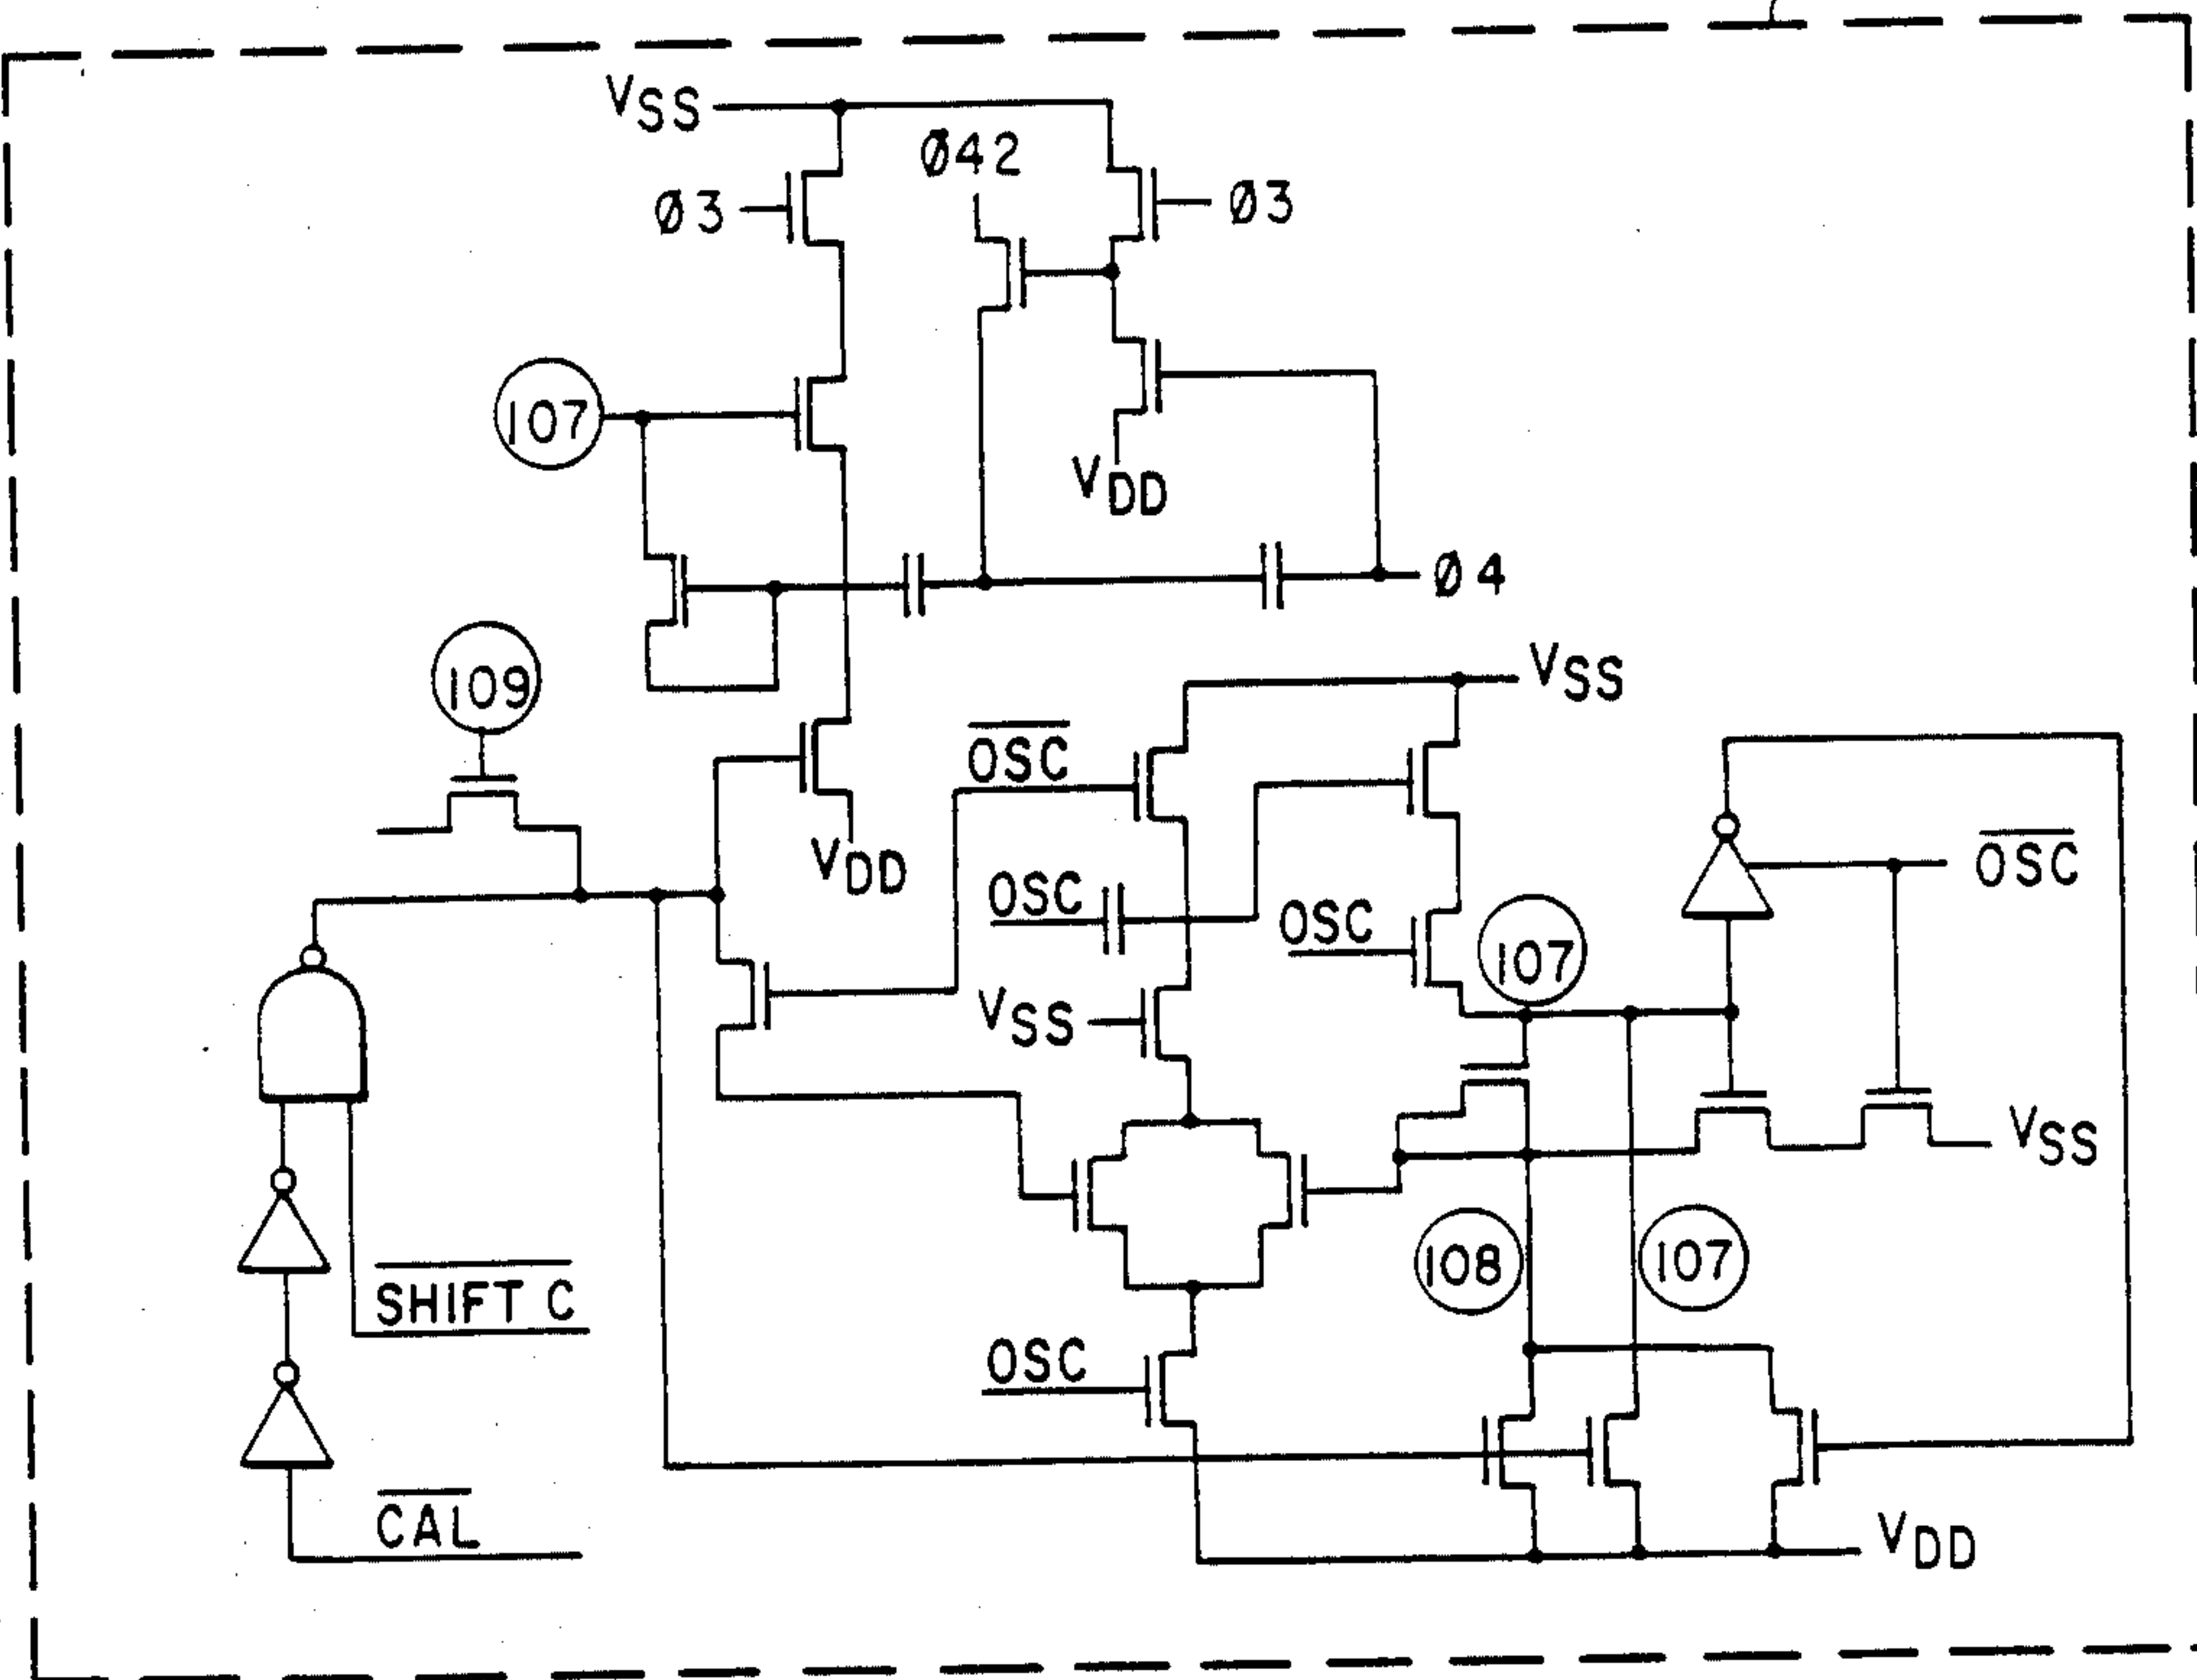 VSS
Ø42
Ø3
Ø3
107
VDD
Ø4
109
VSS
OSC
VDD
OSC
OSC
OSC
107
VSS
VSS
108
107
SHIFT C
OSC
CAL
VDD